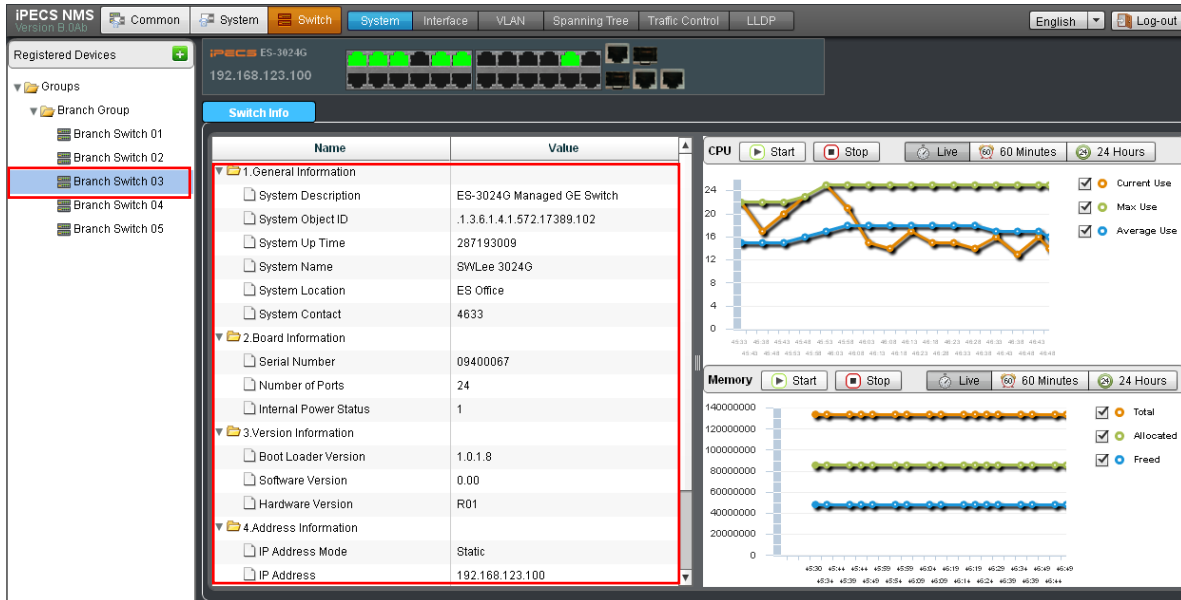 iPECS NMS
Version B.0Ab
Common
System
Switch
System
Interface
VLAN
Spanning Tree
Traffic Control
LLDP
English
Log-out
Registered Devices
Groups
Branch Group
Branch Switch 01
Branch Switch 02
Branch Switch 03
Branch Switch 04
Branch Switch 05
iPECS ES-3024G
192.168.123.100
Switch Info
Name Value
1.General Information
System Description ES-3024G Managed GE Switch
System Object ID .1.3.6.1.4.1.572.17389.102
System Up Time 287193009
System Name SWLee 3024G
System Location ES Office
System Contact 4633
2.Board Information
Serial Number 09400067
Number of Ports 24
Internal Power Status 1
3.Version Information
Boot Loader Version 1.0.1.8
Software Version 0.00
Hardware Version R01
4.Address Information
IP Address Mode Static
IP Address 192.168.123.100
CPU Start Stop Live 60 Minutes 24 Hours
24
20
16
12
8
4
0
Current Use
Max Use
Average Use
Memory Start Stop Live 60 Minutes 24 Hours
140000000
120000000
100000000
80000000
60000000
40000000
20000000
0
Total
Allocated
Freed